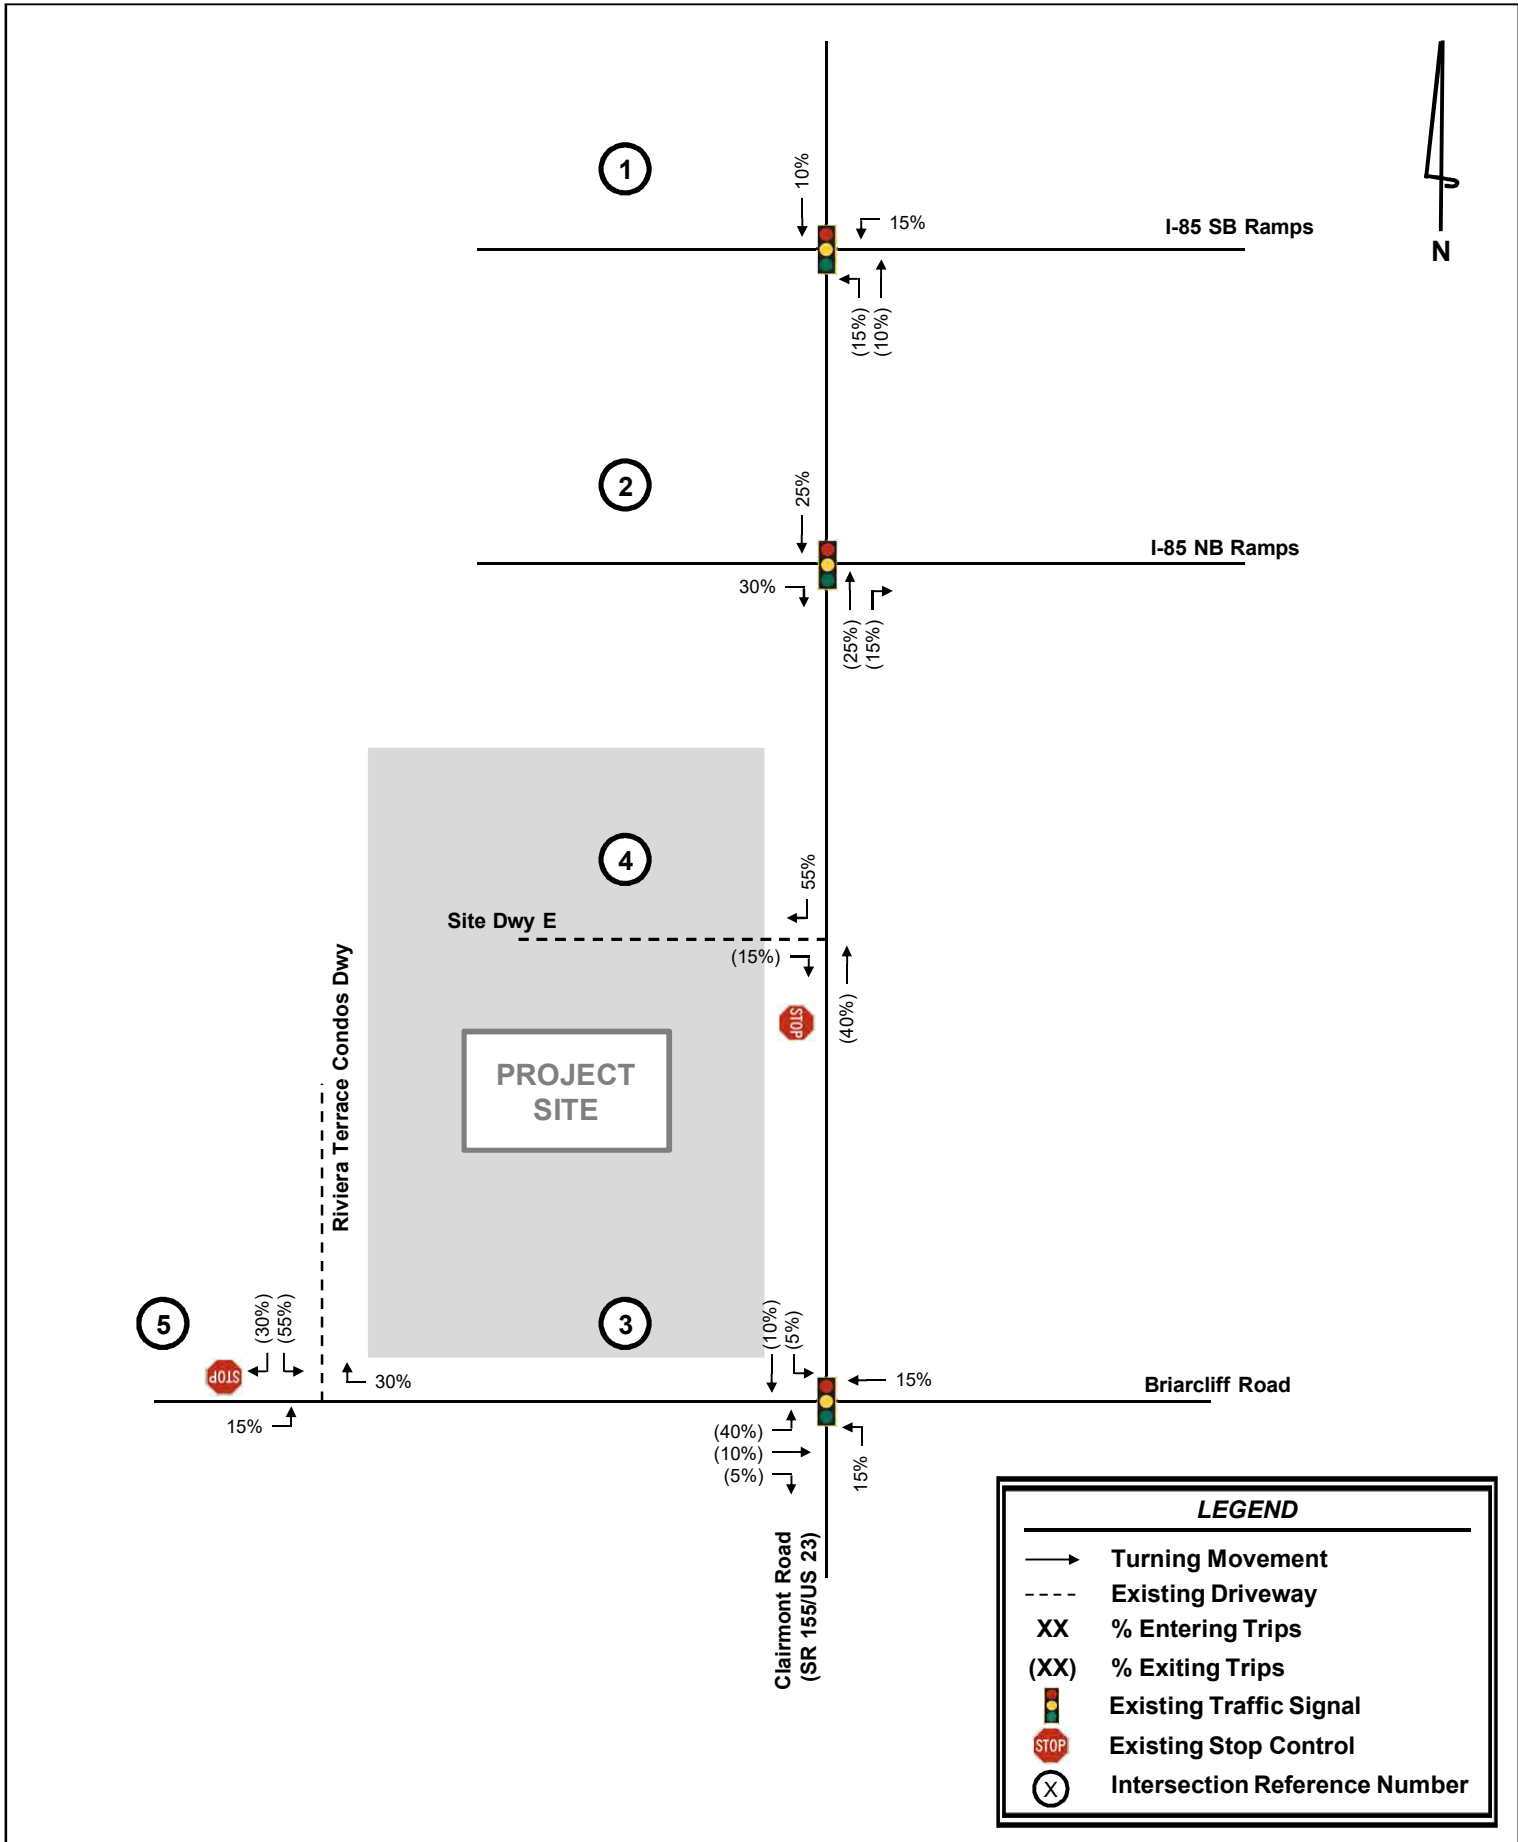 1
10%
15%
I-85 SB Ramps
N
(15%)
(10%)
2
25%
I-85 NB Ramps
30%
(25%)
(15%)
4
55%
Site Dwy E
(15%)
(40%)
STOP
Riviera Terrace Condos Dwy
PROJECT
SITE
5
(30%)
(55%)
STOP
30%
15%
3
(10%)
(5%)
15%
Briarcliff Road
(40%)
(10%)
(5%)
15%
Clairmont Road
(SR 155/US 23)
LEGEND
Turning Movement
Existing Driveway
XX % Entering Trips
(XX) % Exiting Trips
Existing Traffic Signal
STOP Existing Stop Control
X Intersection Reference Number